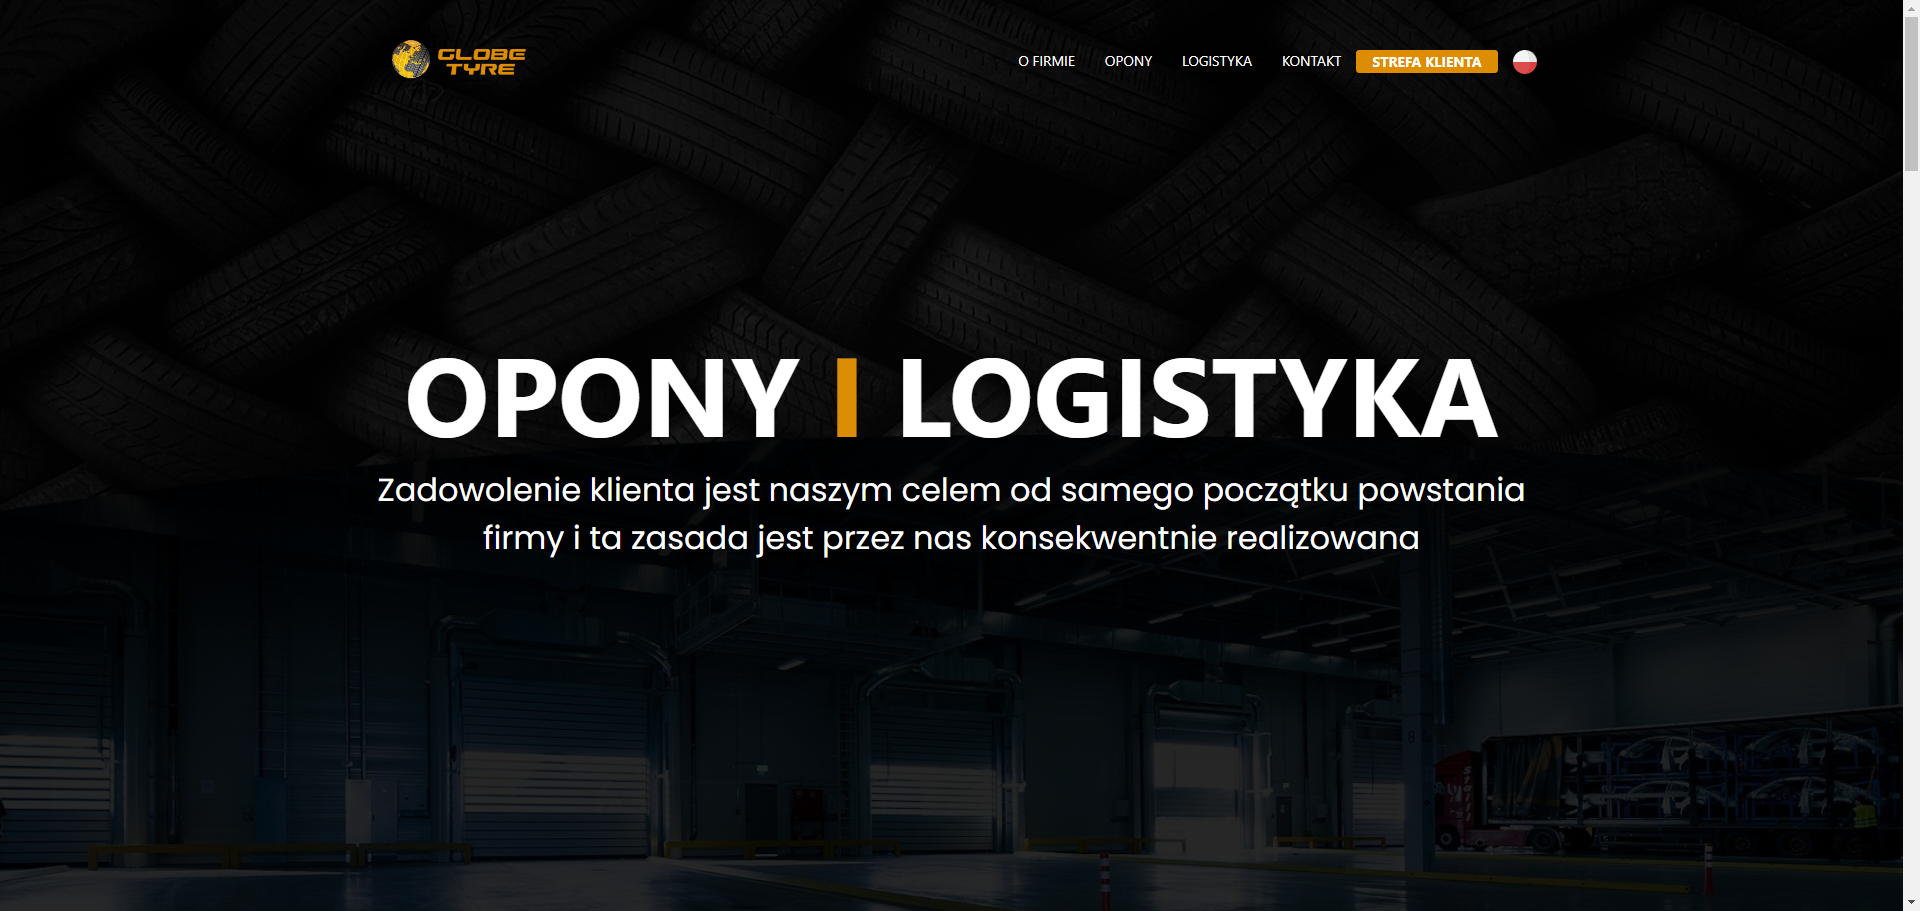 GLOBE
TYRE
O FIRMIE
OPONY
LOGISTYKA
KONTAKT
STREFA KLIENTA
OPONY I LOGISTYKA
Zadowolenie klienta jest naszym celem od samego początku powstania
firmy i ta zasada jest przez nas konsekwentnie realizowana
8